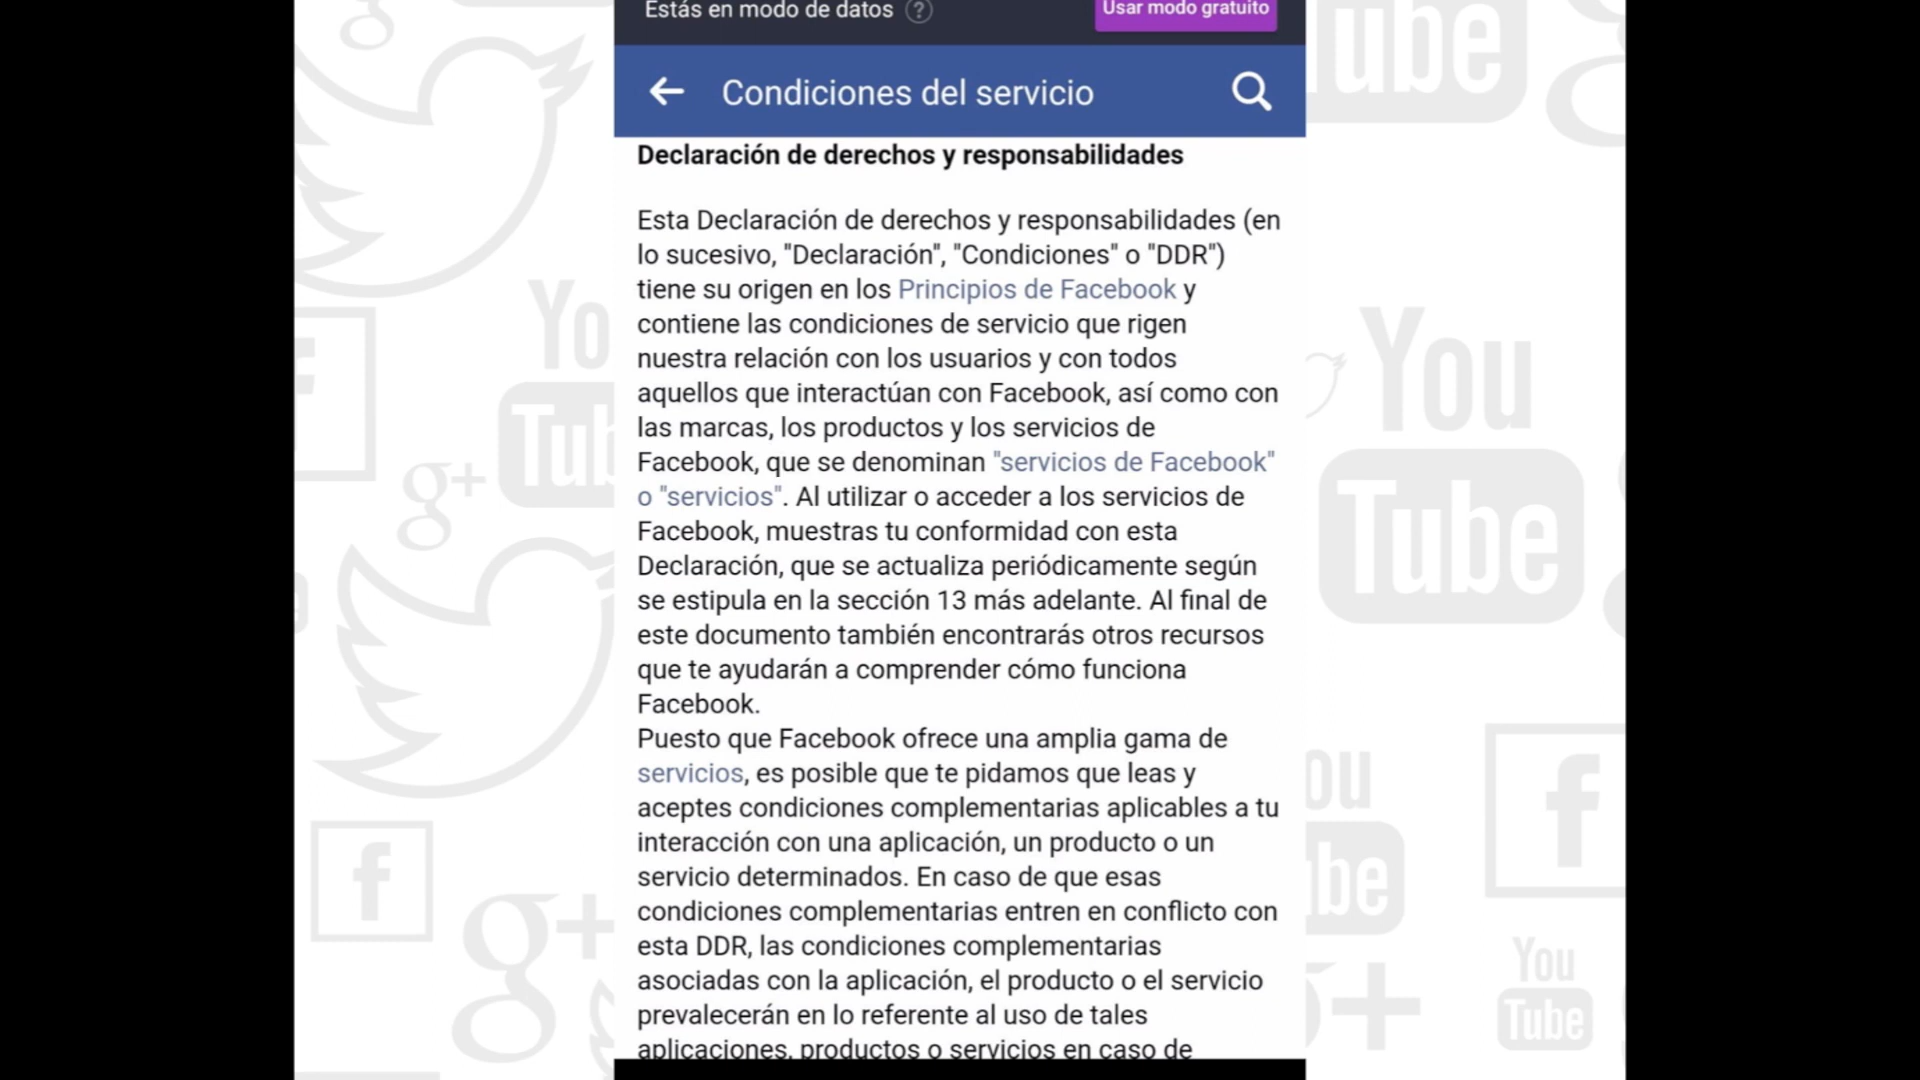 Estás en modo de datos ?
Usar modo gratuito
Condiciones del servicio
Declaración de derechos y responsabilidades
Esta Declaración de derechos y responsabilidades (en
lo sucesivo, "Declaración", "Condiciones" o "DDR")
tiene su origen en los Principios de Facebook y
contiene las condiciones de servicio que rigen
nuestra relación con los usuarios y con todos
aquellos que interactúan con Facebook, así como con
las marcas, los productos y los servicios de
Facebook, que se denominan "servicios de Facebook"
o "servicios". Al utilizar o acceder a los servicios de
Facebook, muestras tu conformidad con esta
Declaración, que se actualiza periódicamente según
se estipula en la sección 13 más adelante. Al final de
este documento también encontrarás otros recursos
que te ayudarán a comprender cómo funciona
Facebook.
Puesto que Facebook ofrece una amplia gama de
servicios, es posible que te pidamos que leas y
aceptes condiciones complementarias aplicables a tu
interacción con una aplicación, un producto o un
servicio determinados. En caso de que esas
condiciones complementarias entren en conflicto con
esta DDR, las condiciones complementarias
asociadas con la aplicación, el producto o el servicio
prevalecerán en lo referente al uso de tales
aplicaciones, productos o servicios en caso de
You
Tube
You
Tube
g+
f
f
g+